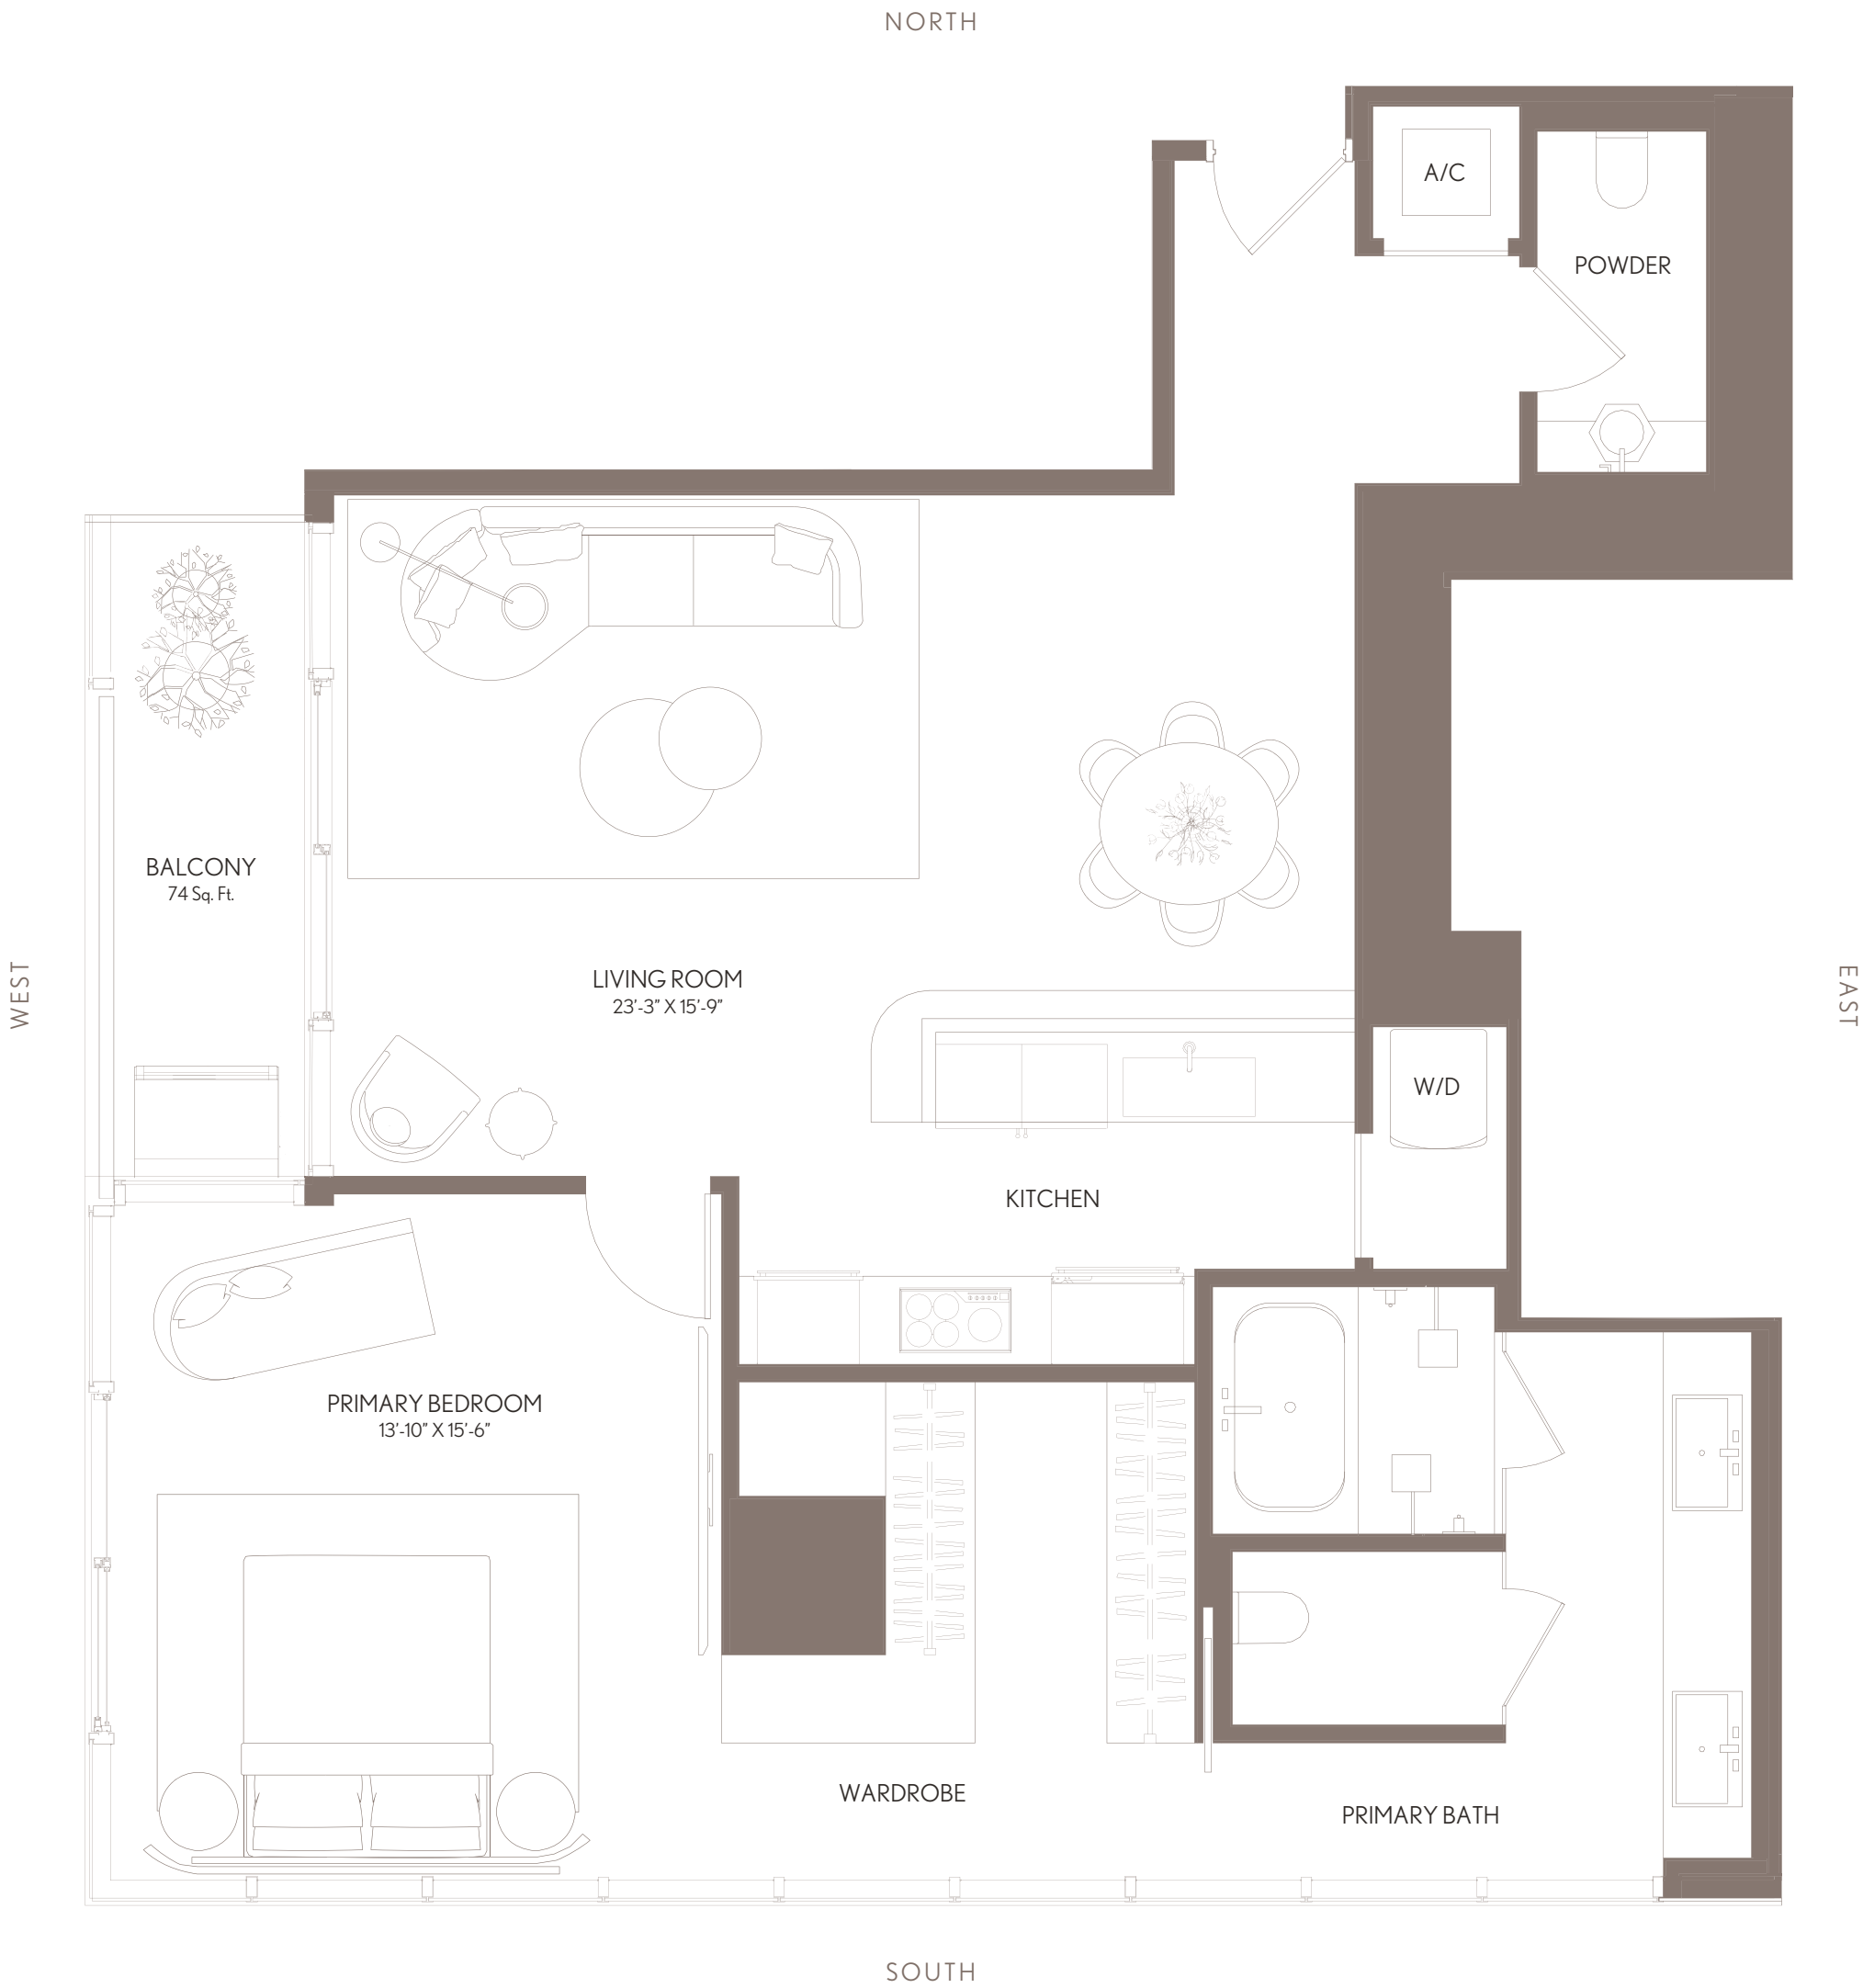 NORTH
A/C
POWDER
BALCONY
74 Sq. Ft.
WEST
EAST
LIVING ROOM
23'-3" X 15'-9"
W/D
KITCHEN
PRIMARY BEDROOM
13'-10" X 15'-6"
WARDROBE
PRIMARY BATH
SOUTH